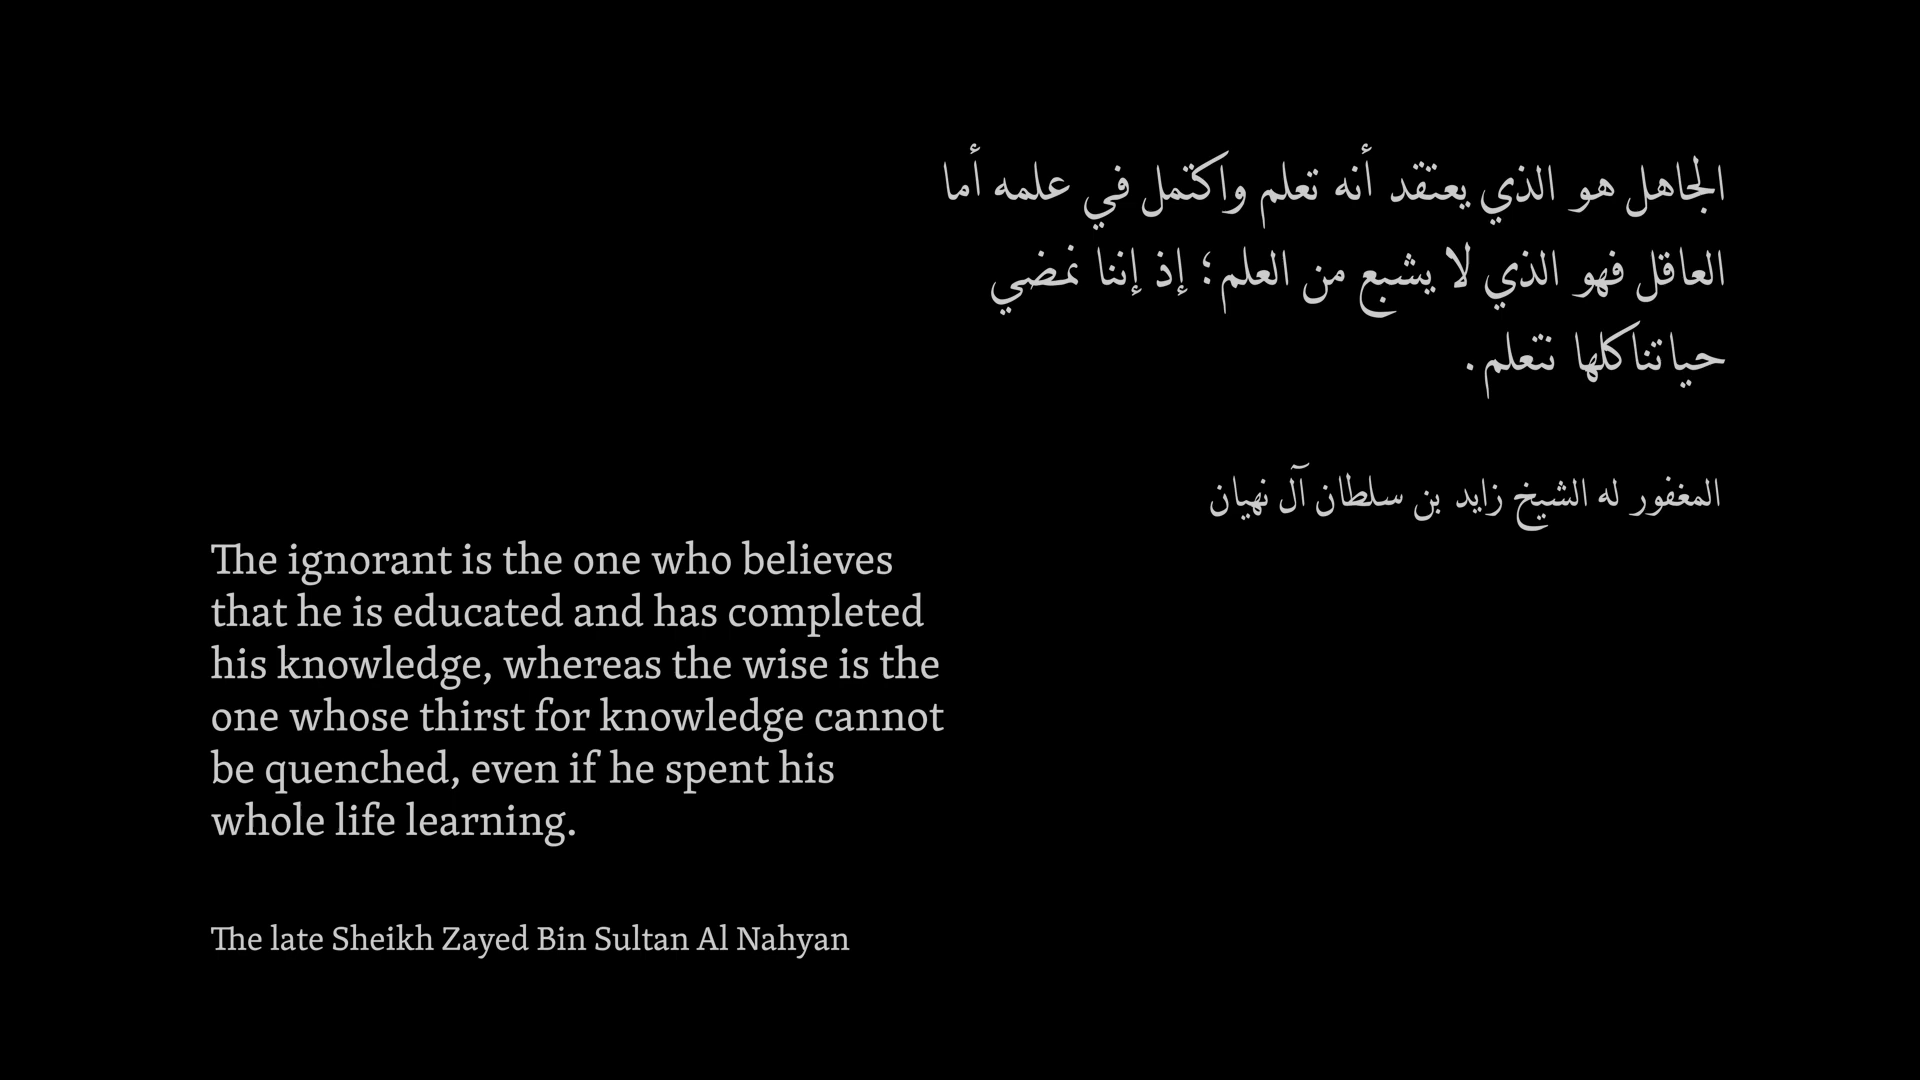 الجاهل هو الذي يعتقد أنه تعلم واكتمل في علمه أما
العاقل فهو الذي لا يشبع من العلم؛ إذ إننا نمضي
حياتناكلها نتعلم.
المغفور له الشيخ زايد بن سلطان آل نهيان
The ignorant is the one who believes
that he is educated and has completed
his knowledge, whereas the wise is the
one whose thirst for knowledge cannot
be quenched, even if he spent his
whole life learning.
The late Sheikh Zayed Bin Sultan Al Nahyan